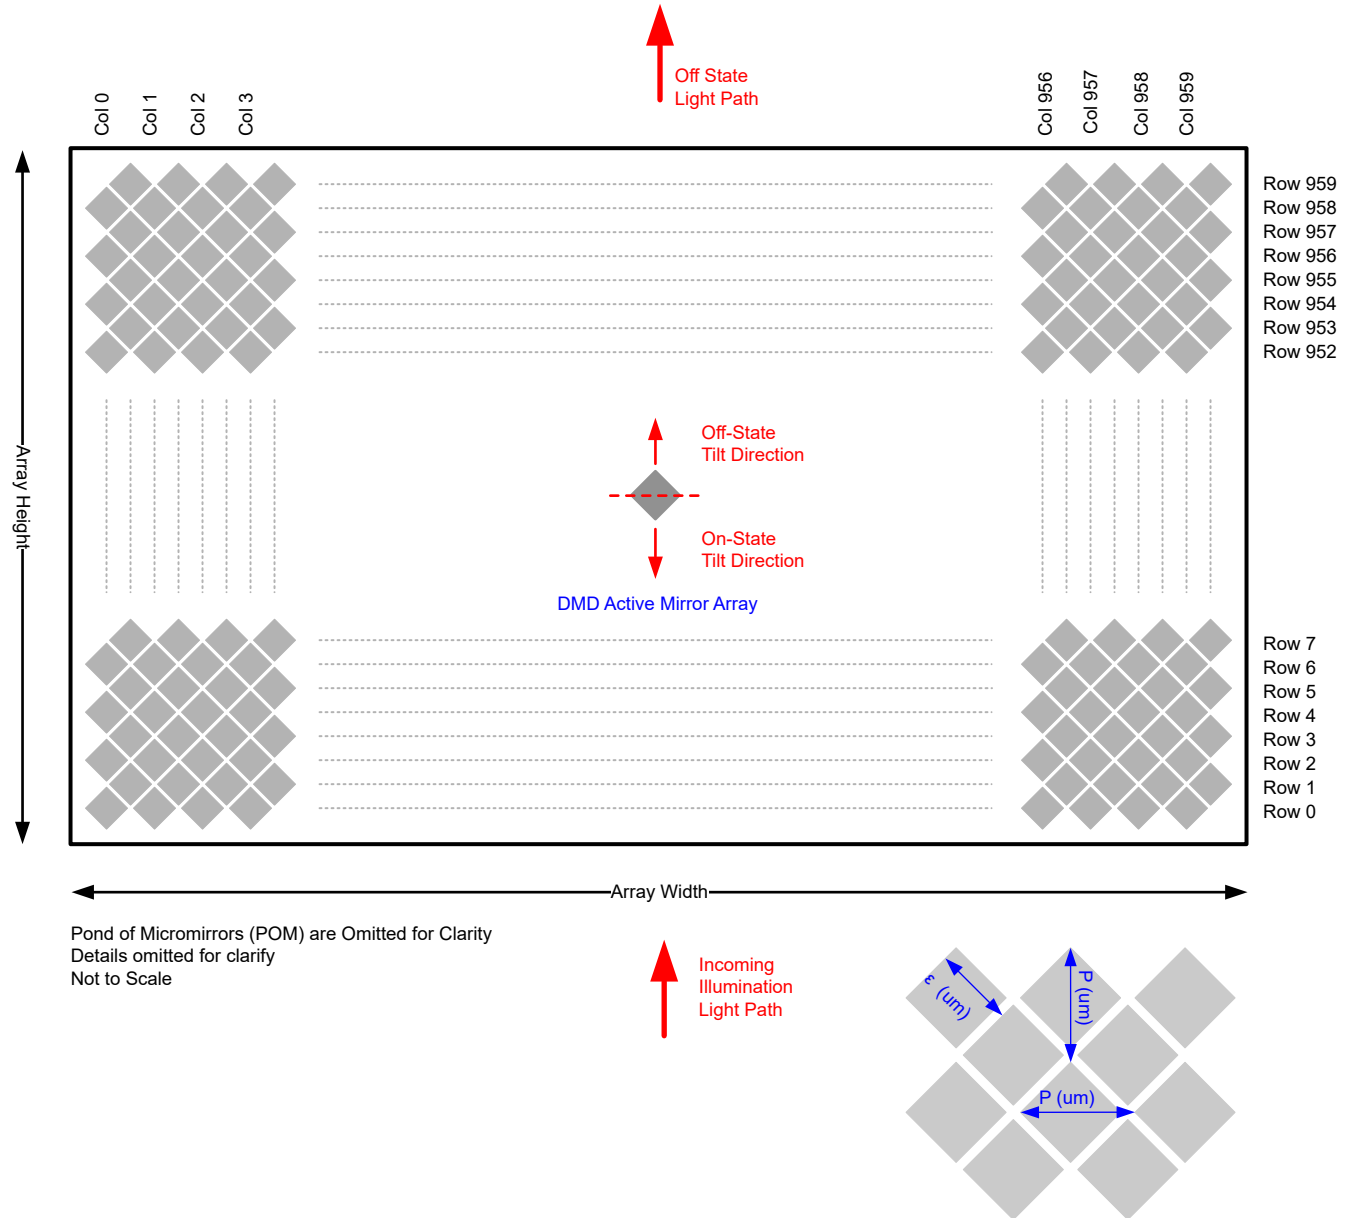 Off State
Light Path
Col 0
Col 1
Col 2
Col 3
Col 956
Col 957
Col 958
Col 959
Row 959
Row 958
Row 957
Row 956
Row 955
Row 954
Row 953
Row 952
Array Height
Off-State
Tilt Direction
On-State
Tilt Direction
DMD Active Mirror Array
Row 7
Row 6
Row 5
Row 4
Row 3
Row 2
Row 1
Row 0
Array Width
Pond of Micromirrors (POM) are Omitted for Clarity
Details omitted for clarify
Not to Scale
Incoming
Illumination
Light Path
ε (um)
P (um)
P (um)